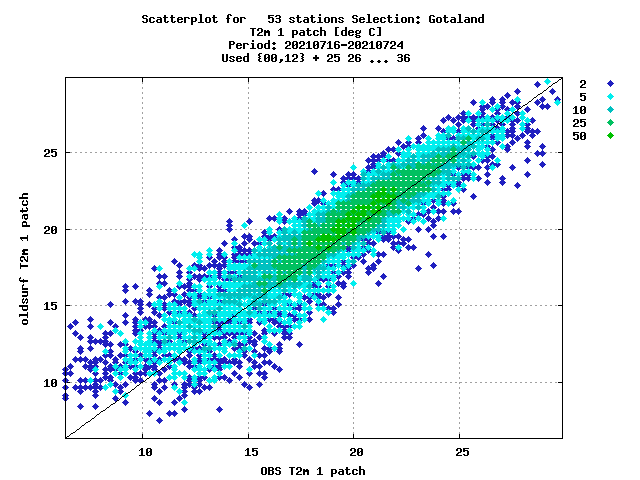 Scatterplot for   53 stations Selection: Gotaland
T2m 1 patch [deg C]
Period: 20210716-20210724
Used {00,12} + 25 26 ... 36
2
5
10
25
50
oldsurf T2m 1 patch
25
20
15
10
10
15
20
25
OBS T2m 1 patch